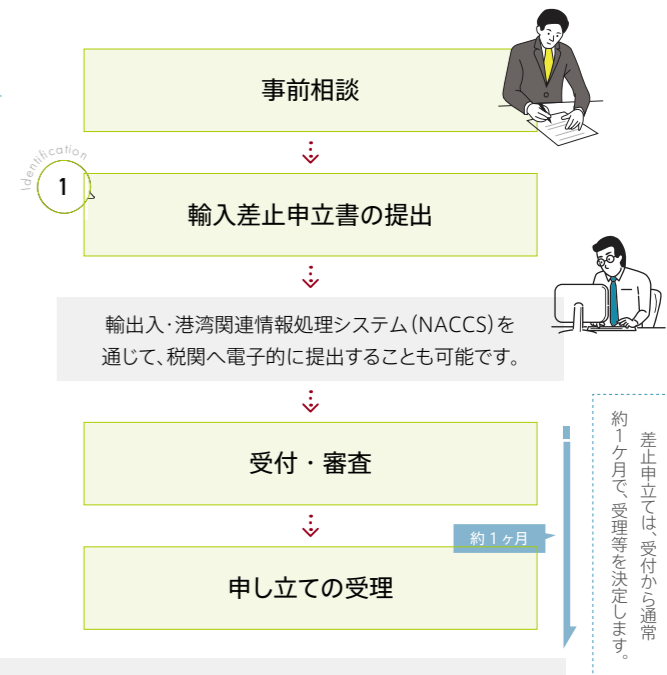 事前相談
Identification
1
輸入差止申立書の提出
輸出入・港湾関連情報処理システム(NACCS)を
通じて、税関へ電子的に提出することも可能です。
受付・審査
約1ヶ月
申し立ての受理
差止申立ては、受付から通常
約1ケ月で、受理等を決定します。